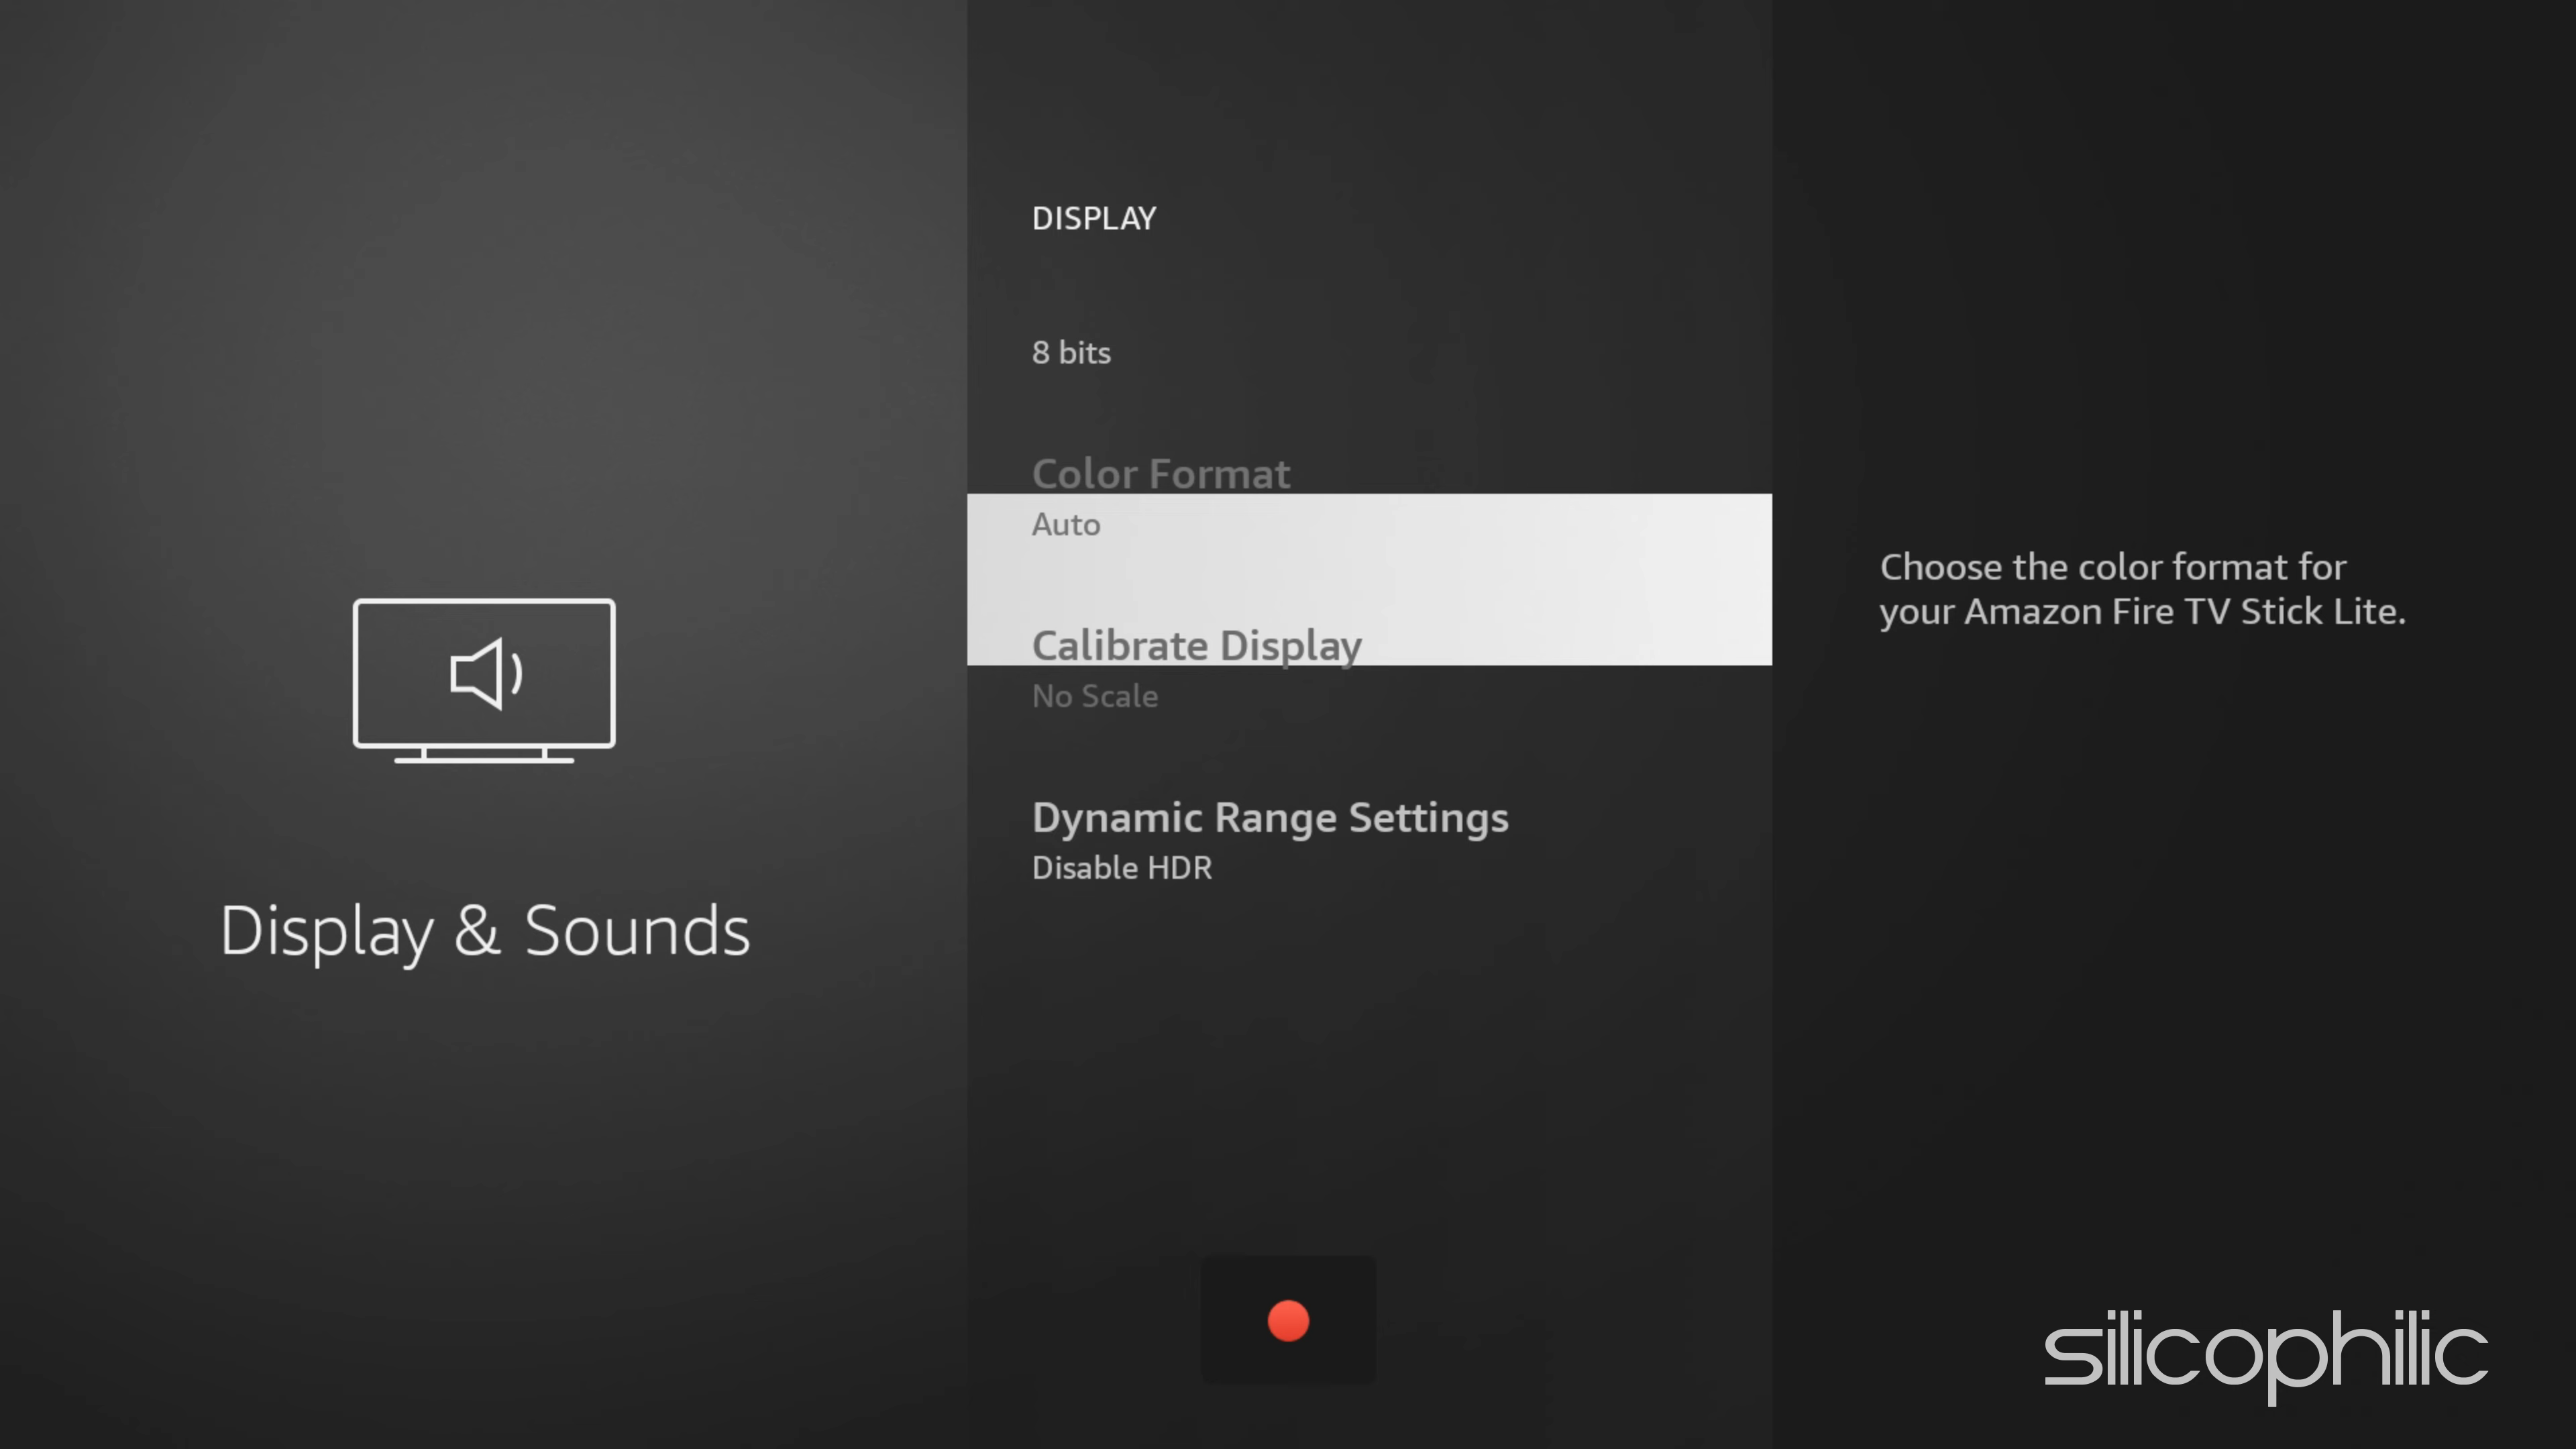 DISPLAY
8 bits
Color Format
Auto
Calibrate Display
No Scale
Dynamic Range Settings
Disable HDR
Display & Sounds
Choose the color format for
your Amazon Fire TV Stick Lite.
silicophilic